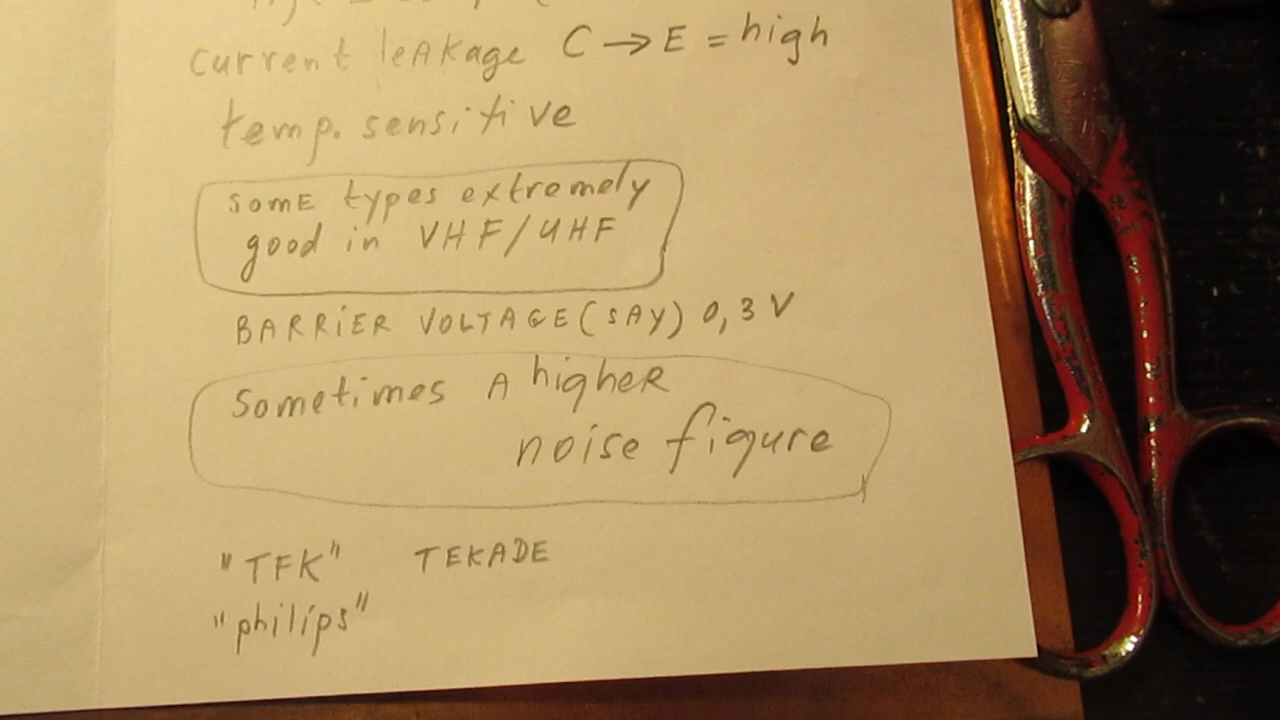 current leakage C → E = high
temp. sensitive
some types extremely
good in VHF/UHF
BARRIER VOLTAGE (SAY) 0,3 V
Sometimes A higher
noise figure
"TFK" TEKADE
"philips"